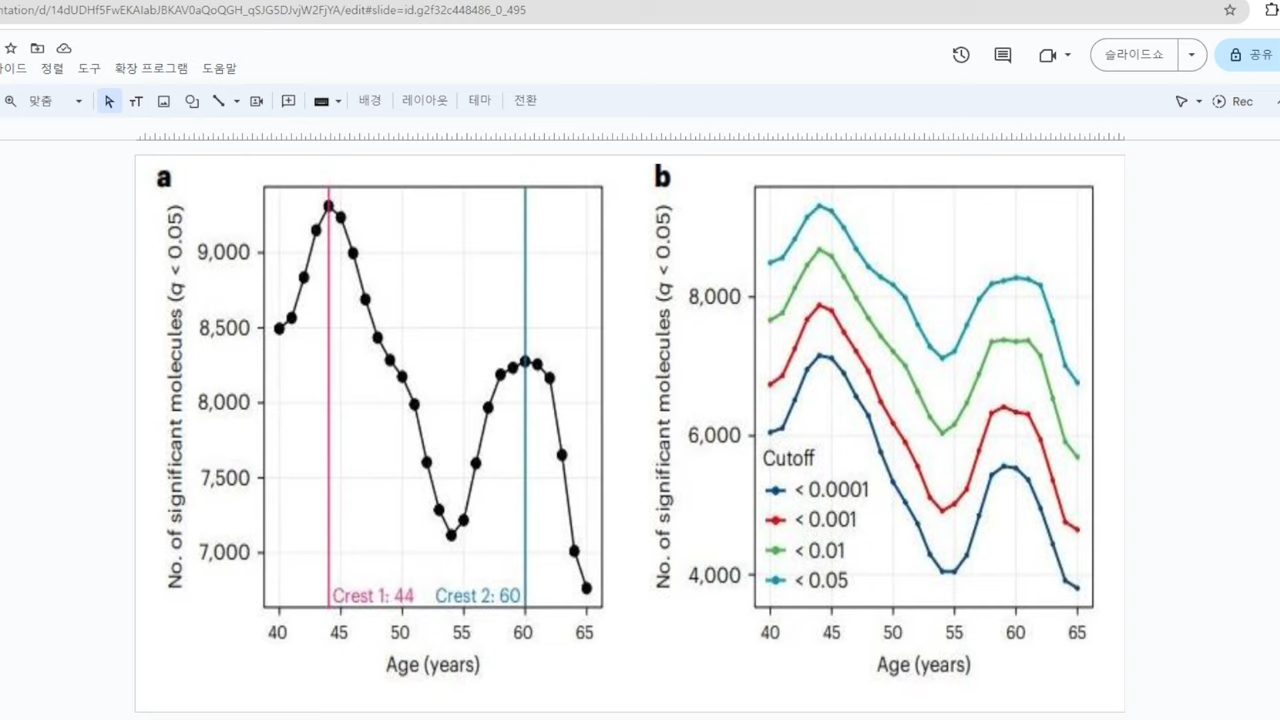 ntation/d/14dUDHf5FwEKAIabJBKAV0aQoQGH_qSJG5DJvjW2FjYA/edit#slide=id.g2f32c448486_0_495
정렬 도구 확장 프로그램 도움말
슬라이드쇼 공유
맞춤 배경 레이아웃 테마 전환 Rec
a
No. of significant molecules (q < 0.05)
9,000
8,500
8,000
7,500
7,000
Crest 1: 44 Crest 2: 60
40 45 50 55 60 65
Age (years)
b
No. of significant molecules (q < 0.05)
8,000
6,000
4,000
Cutoff
< 0.0001
< 0.001
< 0.01
< 0.05
40 45 50 55 60 65
Age (years)